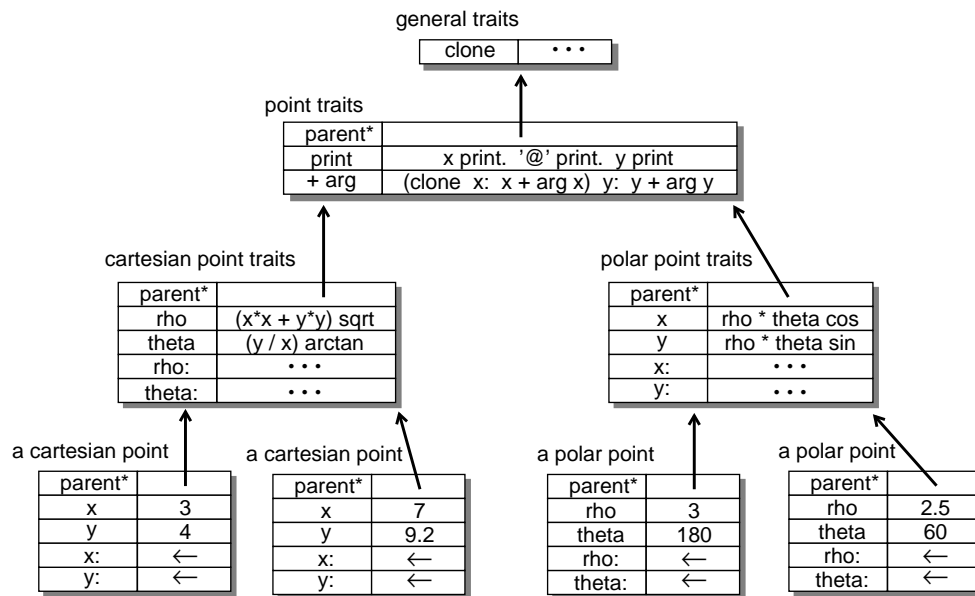 general traits
clone • • •
point traits
parent*
print x print. '@' print. y print
+ arg (clone x: x + arg x) y: y + arg y
cartesian point traits
parent*
rho (x*x + y*y) sqrt
theta (y / x) arctan
rho: • • •
theta: • • •
polar point traits
parent*
x rho * theta cos
y rho * theta sin
x: • • •
y: • • •
a cartesian point
parent*
x 3
y 4
x: ←
y: ←
a cartesian point
parent*
x 7
y 9.2
x: ←
y: ←
a polar point
parent*
rho 3
theta 180
rho: ←
theta: ←
a polar point
parent*
rho 2.5
theta 60
rho: ←
theta: ←